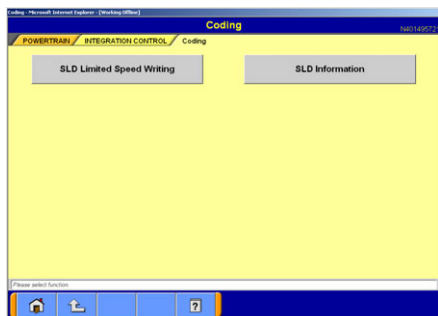 Coding - Microsoft Internet Explorer - [Working Offline]
Coding
N401495721
POWERTRAIN INTEGRATION CONTROL Coding
SLD Limited Speed Writing SLD Information
Please select function
?